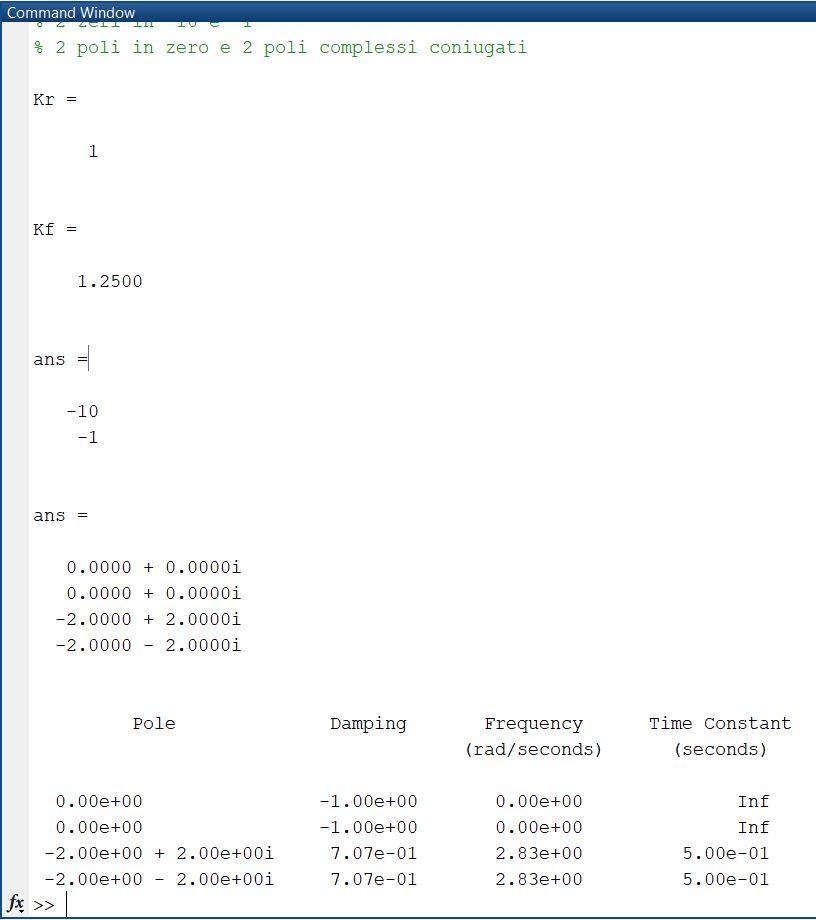 Command Window
% 2 zeri in -10 e -1
% 2 poli in zero e 2 poli complessi coniugati
Kr =
1
Kf =
1.2500
ans =
-10
-1
ans =
0.0000 + 0.0000i
0.0000 + 0.0000i
-2.0000 + 2.0000i
-2.0000 - 2.0000i
Pole Damping Frequency Time Constant
(rad/seconds) (seconds)
0.00e+00 -1.00e+00 0.00e+00 Inf
0.00e+00 -1.00e+00 0.00e+00 Inf
-2.00e+00 + 2.00e+00i 7.07e-01 2.83e+00 5.00e-01
-2.00e+00 - 2.00e+00i 7.07e-01 2.83e+00 5.00e-01
fx >>